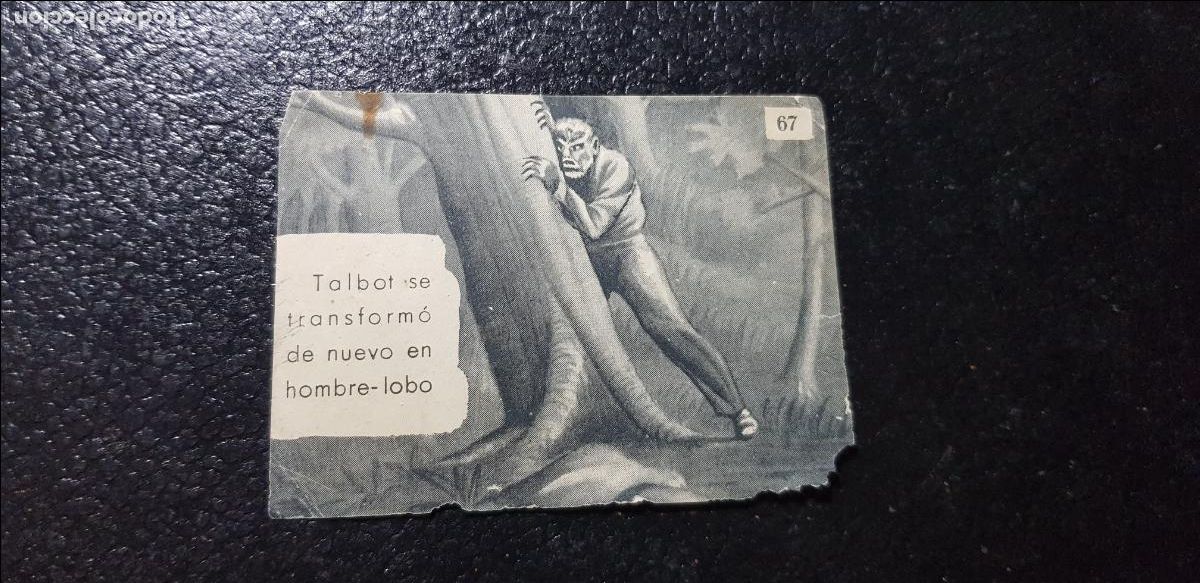 todocoleccion
67
Talbot se
transformó
de nuevo en
hombre-lobo